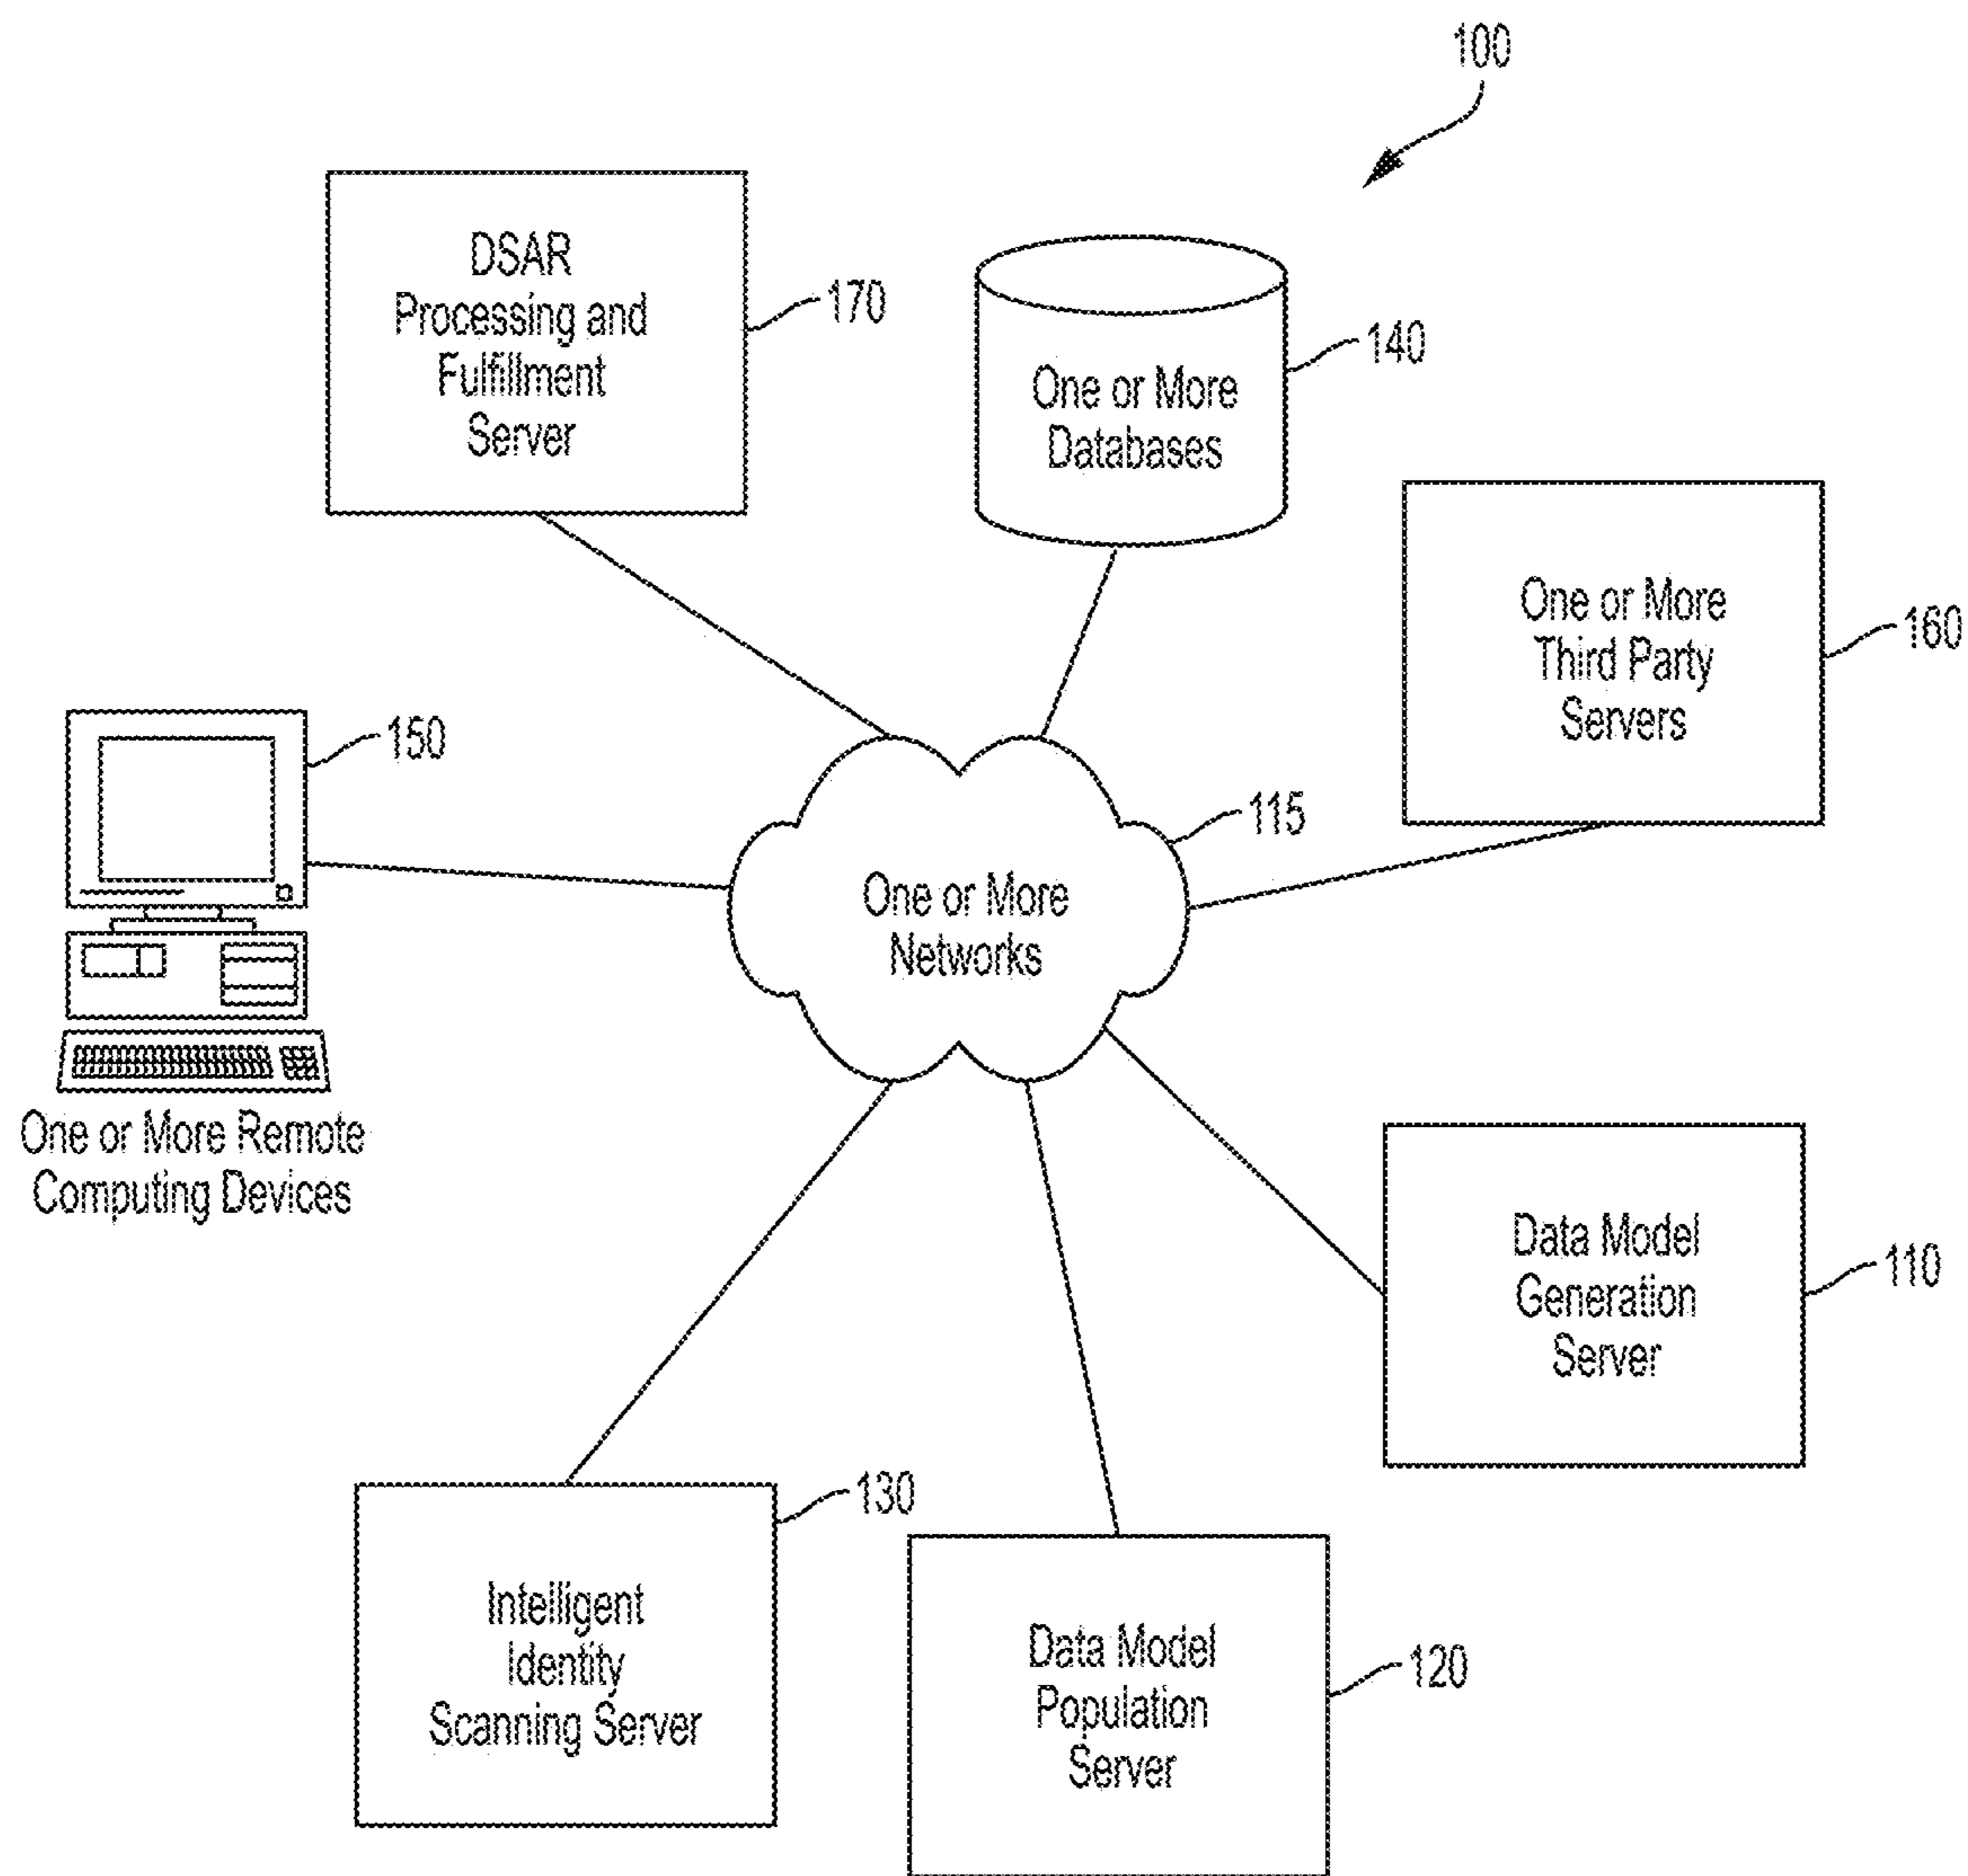 100
DSAR
Processing and
Fulfillment
Server
170
One or More
Databases
140
One or More
Third Party
Servers
160
150
115
One or More
Networks
One or More Remote
Computing Devices
Data Model
Generation
Server
110
130
Intelligent
Identity
Scanning Server
Data Model
Population
Server
120